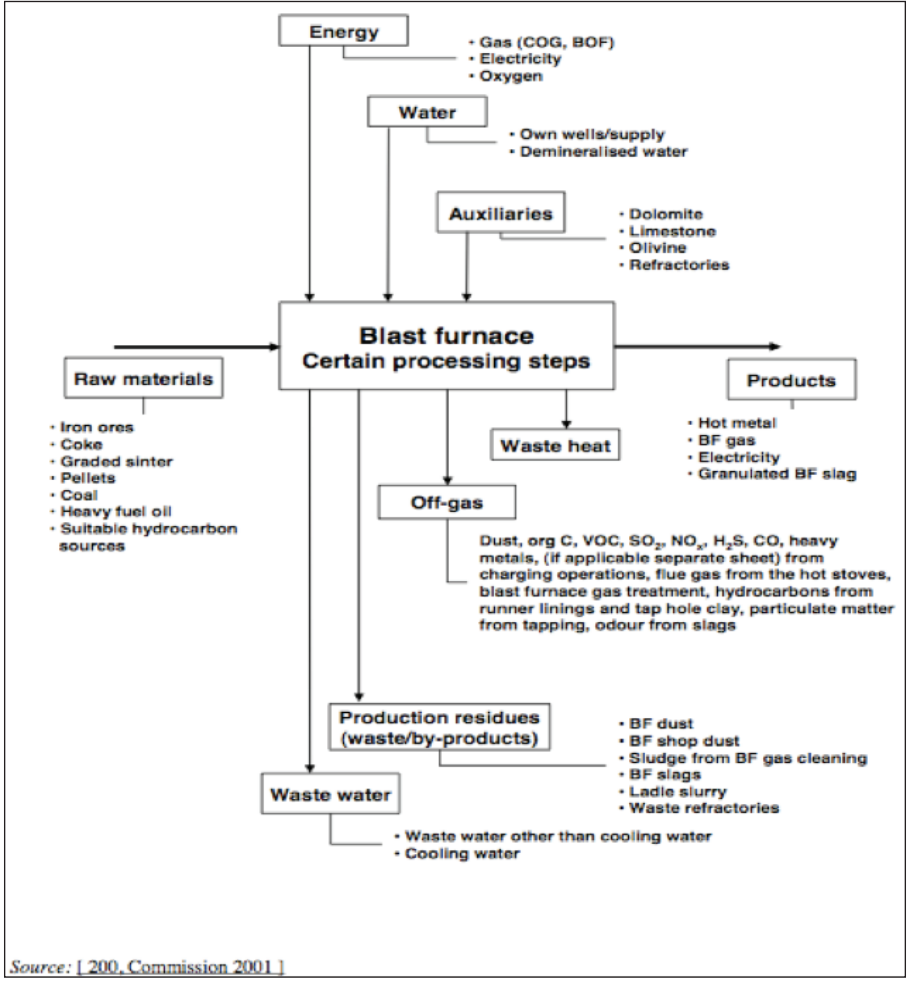 Energy
• Gas (COG, BOF)
• Electricity
• Oxygen
Water
• Own wells/supply
• Demineralised water
Auxiliaries
• Dolomite
• Limestone
• Olivine
• Refractories
Blast furnace
Certain processing steps
Raw materials
• Iron ores
• Coke
• Graded sinter
• Pellets
• Coal
• Heavy fuel oil
• Suitable hydrocarbon
sources
Products
• Hot metal
• BF gas
• Electricity
• Granulated BF slag
Waste heat
Off-gas
Dust, org C, VOC, SO₂, NOₓ, H₂S, CO, heavy
metals, (if applicable separate sheet) from
charging operations, flue gas from the hot stoves,
blast furnace gas treatment, hydrocarbons from
runner linings and tap hole clay, particulate matter
from tapping, odour from slags
Production residues
(waste/by-products)
• BF dust
• BF shop dust
• Sludge from BF gas cleaning
• BF slags
• Ladle slurry
• Waste refractories
Waste water
• Waste water other than cooling water
• Cooling water
Source: [ 200, Commission 2001 ]